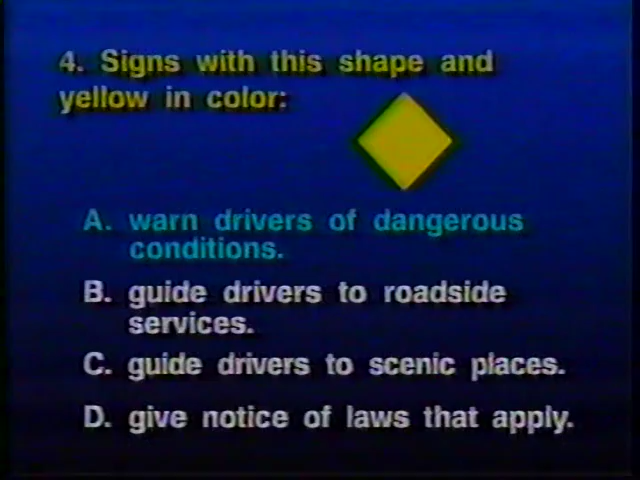 4. Signs with this shape and
yellow in color:
A. warn drivers of dangerous
conditions.
B. guide drivers to roadside
services.
C. guide drivers to scenic places.
D. give notice of laws that apply.